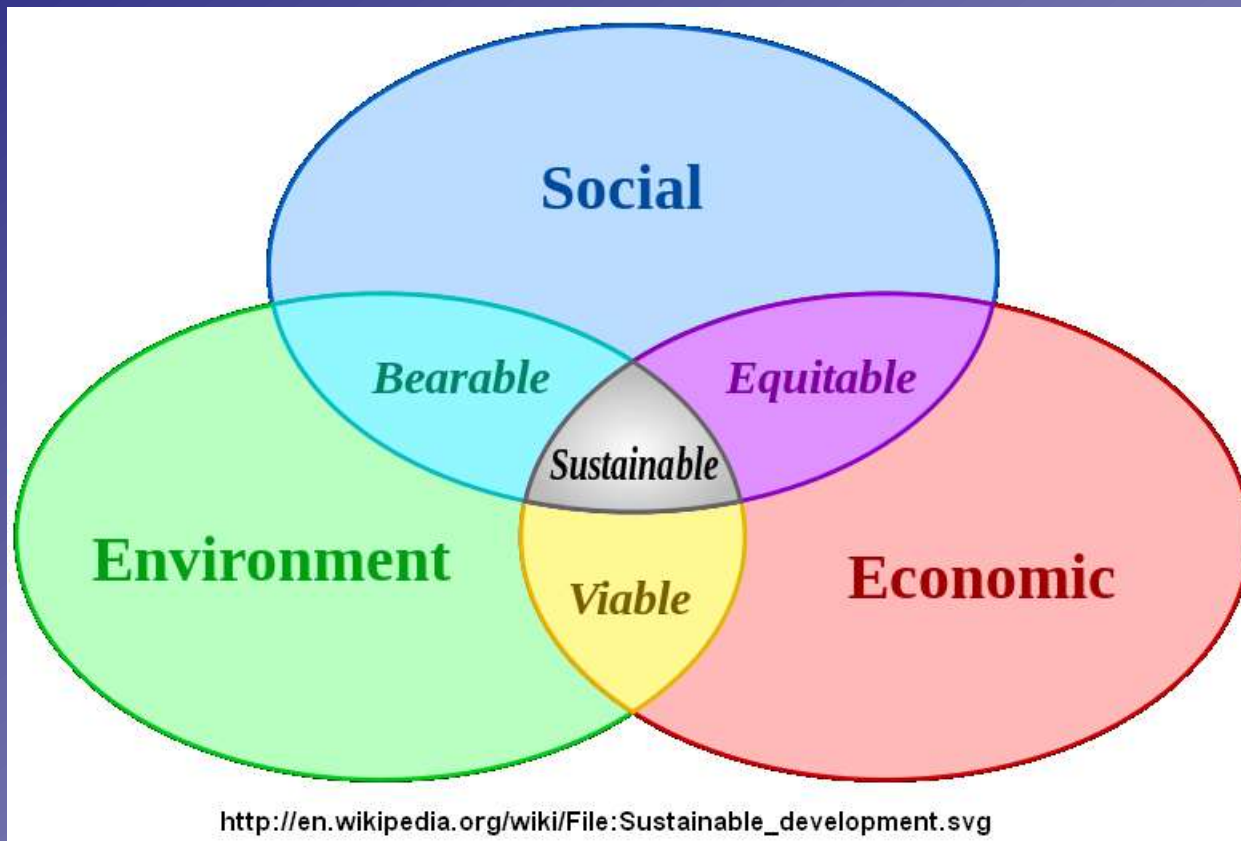 Social
Bearable
Equitable
Sustainable
Environment
Economic
Viable
http://en.wikipedia.org/wiki/File:Sustainable_development.svg